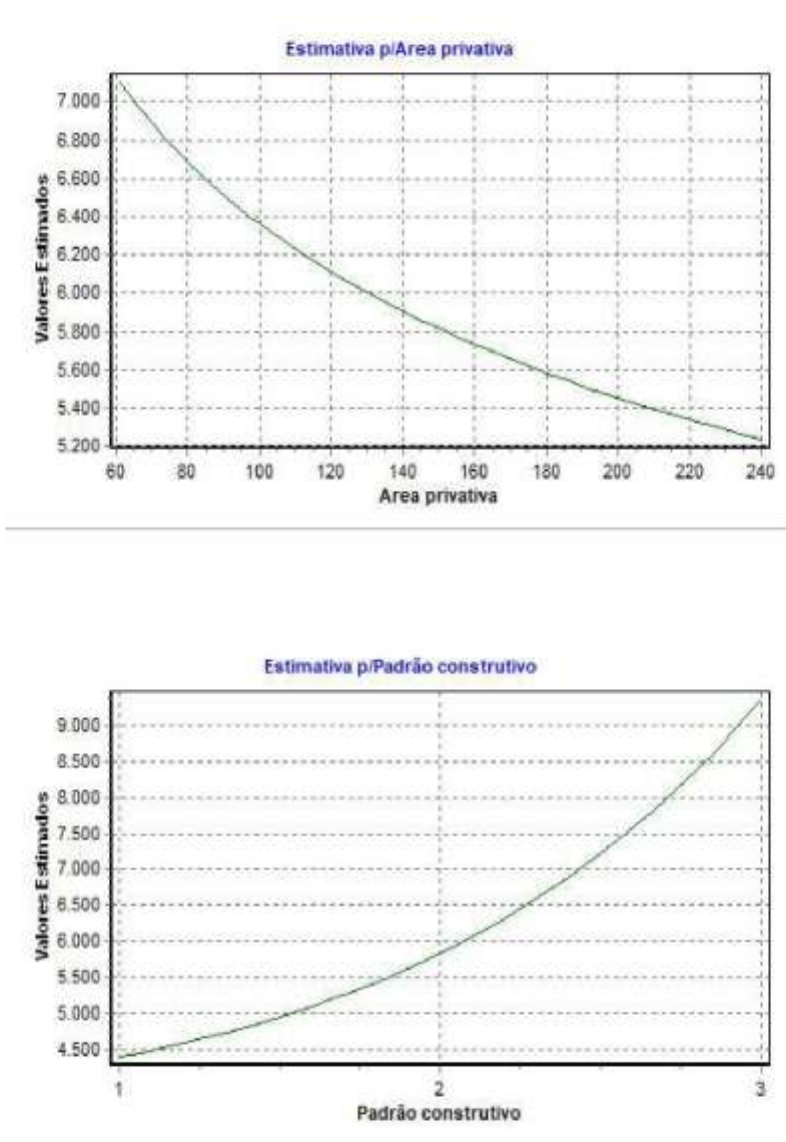 Estimativa p/Area privativa
Valores Estimados
7.000
6.800
6.600
6.400
6.200
6.000
5.800
5.600
5.400
5.200
60 80 100 120 140 160 180 200 220 240
Area privativa
Estimativa p/Padrão construtivo
Valores Estimados
9.000
8.500
8.000
7.500
7.000
6.500
6.000
5.500
5.000
4.500
1 2 3
Padrão construtivo